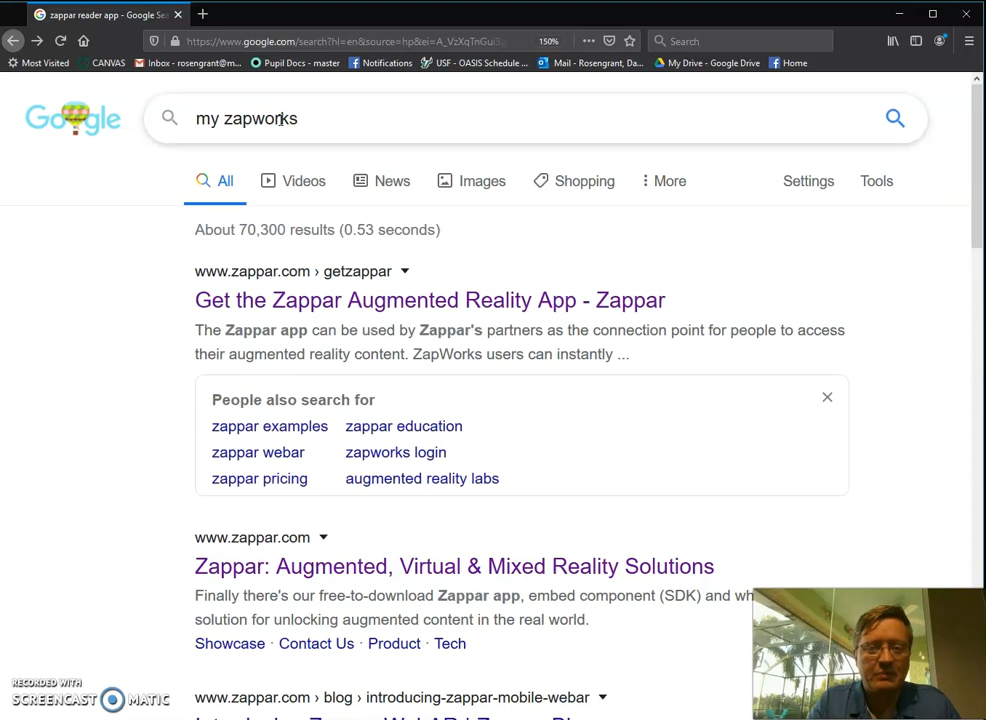 zappar reader app - Google Sea
https://www.google.com/search?hl=en&source=hp&ei=A_VzXqTnGui3g
150%
Search
Most Visited
CANVAS
Inbox - rosengrant@m...
Pupil Docs - master
Notifications
USF - OASIS Schedule ...
Mail - Rosengrant, Da...
My Drive - Google Drive
Home
Google
my zapworks
All
Videos
News
Images
Shopping
More
Settings
Tools
About 70,300 results (0.53 seconds)
www.zappar.com › getzappar
Get the Zappar Augmented Reality App - Zappar
The Zappar app can be used by Zappar's partners as the connection point for people to access
their augmented reality content. ZapWorks users can instantly ...
People also search for
zappar examples zappar education
zappar webar zapworks login
zappar pricing augmented reality labs
www.zappar.com
Zappar: Augmented, Virtual & Mixed Reality Solutions
Finally there's our free-to-download Zappar app, embed component (SDK) and wh
solution for unlocking augmented content in the real world.
Showcase · Contact Us · Product · Tech
RECORDED WITH
SCREENCAST MATIC
www.zappar.com › blog › introducing-zappar-mobile-webar